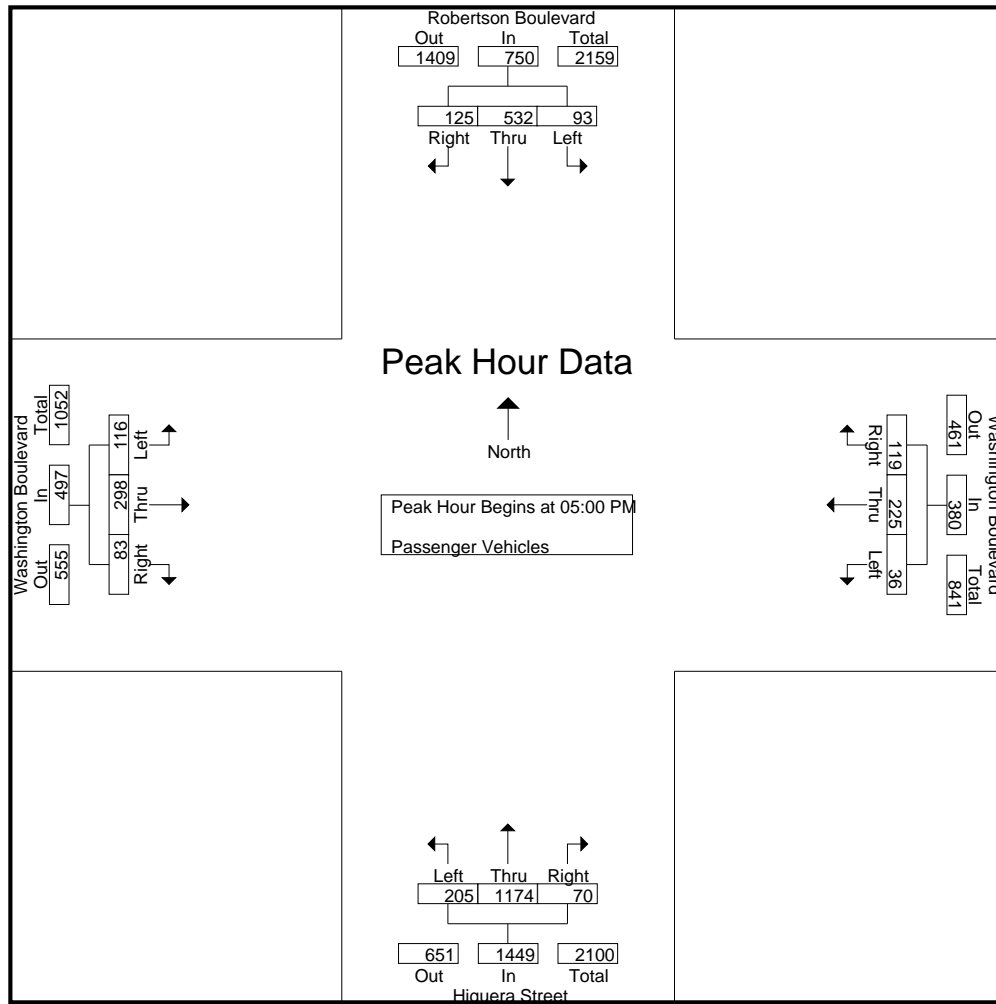 Robertson Boulevard
Out In Total
1409 750 2159
125 532 93
Right Thru Left
Peak Hour Data
North
Peak Hour Begins at 05:00 PM
Passenger Vehicles
Washington Boulevard
Out In Total
555 497 1052
83 298 116
Right Thru Left
Washington Boulevard
Out In Total
461 380 841
119 225 36
Right Thru Left
Left Thru Right
205 1174 70
651 1449 2100
Out In Total
Higuera Street